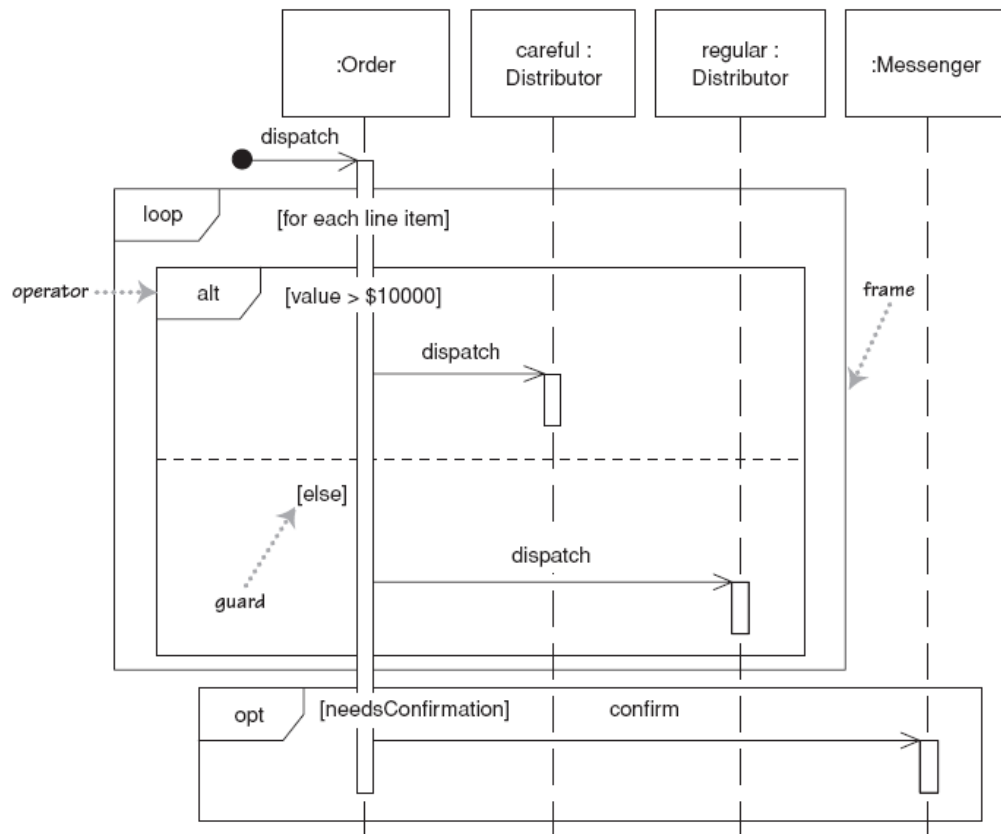 :Order
careful :
Distributor
regular :
Distributor
:Messenger
dispatch
loop
[for each line item]
operator
alt
[value > $10000]
frame
dispatch
[else]
dispatch
guard
opt
[needsConfirmation]
confirm